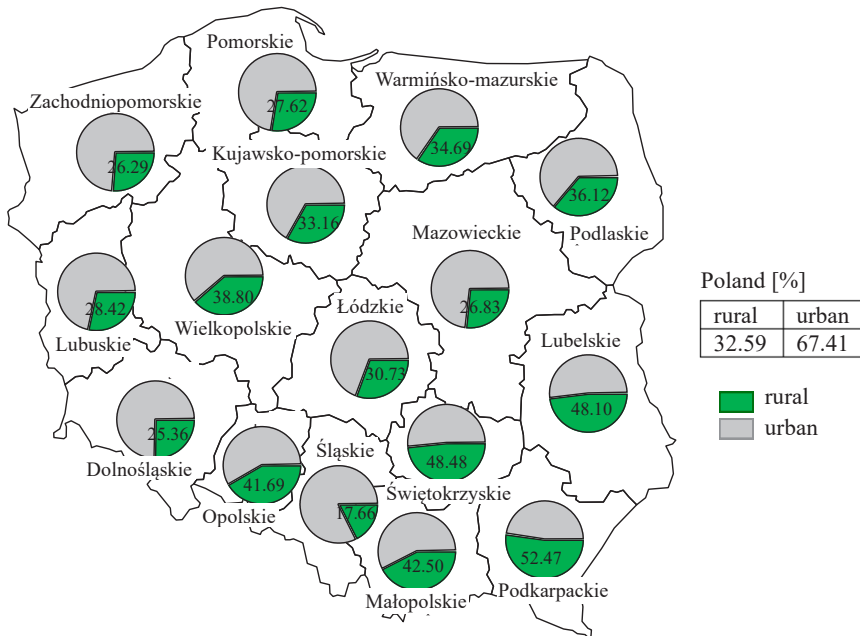 Pomorskie
27.62
Warmińsko-mazurskie
34.69
Zachodniopomorskie
26.29
Kujawsko-pomorskie
33.16
36.12
Podlaskie
Mazowieckie
26.83
28.42
Lubuskie
38.80
Wielkopolskie
Łódzkie
30.73
Lubelskie
48.10
25.36
Dolnośląskie
41.69
Opolskie
Śląskie
17.66
48.48
Świętokrzyskie
42.50
Małopolskie
52.47
Podkarpackie
Poland [%]
rural urban
32.59 67.41
rural
urban